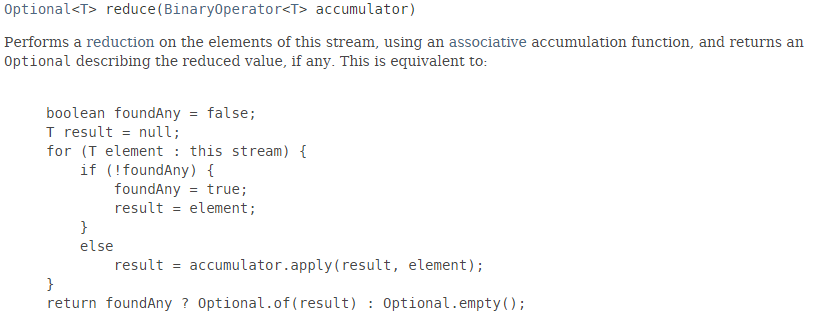 Optional<T> reduce(BinaryOperator<T> accumulator)
Performs a reduction on the elements of this stream, using an associative accumulation function, and returns an
Optional describing the reduced value, if any. This is equivalent to:
boolean foundAny = false;
T result = null;
for (T element : this stream) {
if (!foundAny) {
foundAny = true;
result = element;
}
else
result = accumulator.apply(result, element);
}
return foundAny ? Optional.of(result) : Optional.empty();